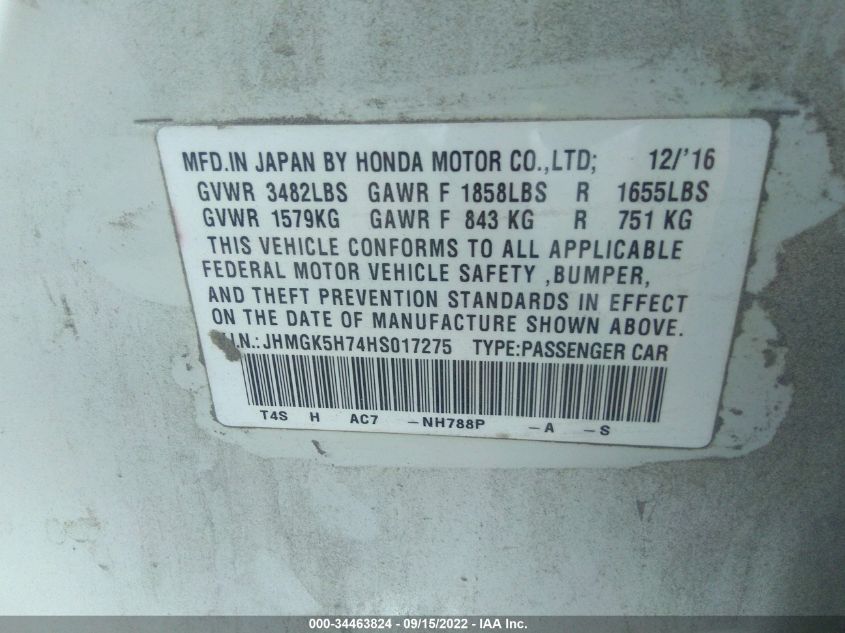 MFD.IN JAPAN BY HONDA MOTOR CO.,LTD; 12/'16
GVWR 3482LBS GAWR F 1858LBS R 1655LBS
GVWR 1579KG GAWR F 843 KG R 751 KG
THIS VEHICLE CONFORMS TO ALL APPLICABLE
FEDERAL MOTOR VEHICLE SAFETY ,BUMPER,
AND THEFT PREVENTION STANDARDS IN EFFECT
ON THE DATE OF MANUFACTURE SHOWN ABOVE.
.I.N.:JHMGK5H74HS017275 TYPE:PASSENGER CAR
T4S H AC7 -NH788P -A -S
000-34463824 - 09/15/2022 - IAA Inc.